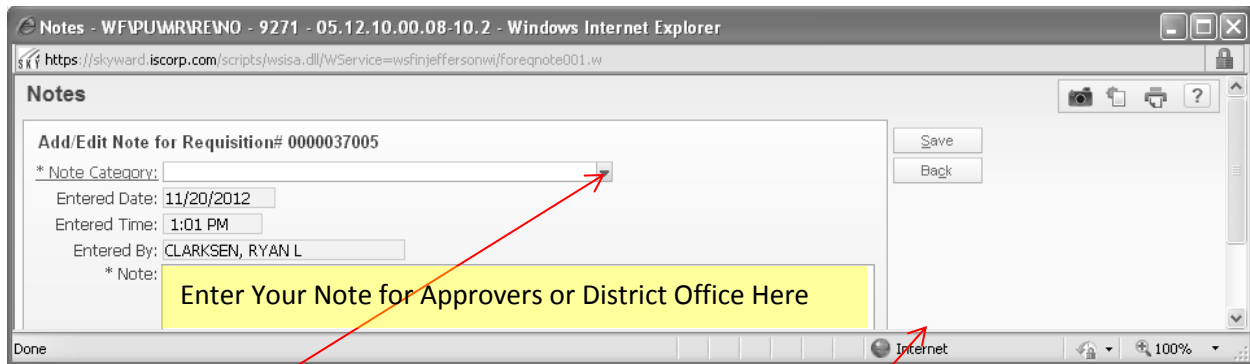 Notes - WF\PU\MR\RE\NO - 9271 - 05.12.10.00.08-10.2 - Windows Internet Explorer
https://skyward.iscorp.com/scripts/wsisa.dll/WService=wsfinjeffersonwi/foreqnote001.w
Notes
?
Add/Edit Note for Requisition# 0000037005
Save
* Note Category:
Back
Entered Date: 11/20/2012
Entered Time: 1:01 PM
Entered By: CLARKSEN, RYAN L
* Note:
Enter Your Note for Approvers or District Office Here
Done
Internet
100%